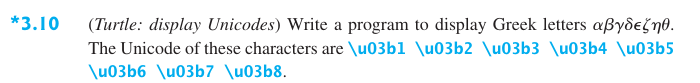 *3.10 (Turtle: display Unicodes) Write a program to display Greek letters αβγδϵζηθ.
The Unicode of these characters are \u03b1 \u03b2 \u03b3 \u03b4 \u03b5
\u03b6 \u03b7 \u03b8.